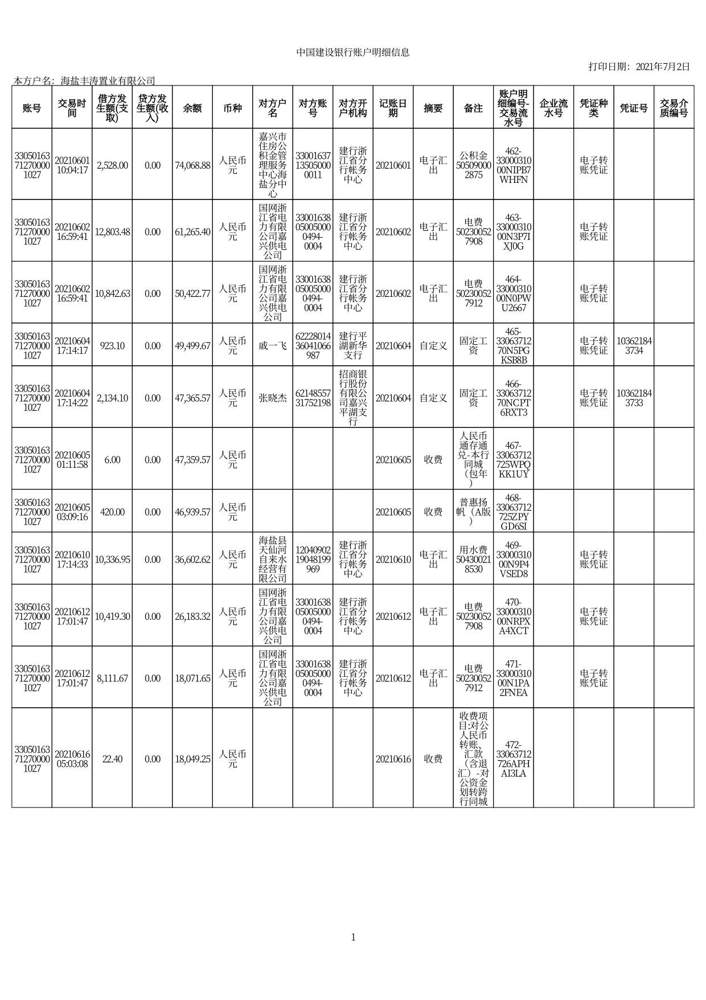 中国建设银行账户明细信息
打印日期：2021年7月2日
本方户名：海盐丰涛置业有限公司
账号 交易时间 借方发生额(支取) 贷方发生额(收入) 余额 币种 对方户名 对方账号 对方开户机构 记账日期 摘要 备注 账户明细编号-交易流水号 企业流水号 凭证种类 凭证号 交易介质编号
33050163712700001027 20210601 10:04:17 2,528.00 0.00 74,068.88 人民币元 嘉兴市住房公积金管理服务中心海盐分中心 33001637135050000011 建行浙江省分行帐务中心 20210601 电子汇出 公积金505090002875 462-3300031000NIPB7WHFN 电子转账凭证
33050163712700001027 20210602 16:59:41 12,803.48 0.00 61,265.40 人民币元 国网浙江省电力有限公司嘉兴供电公司 33001638050050000494-0004 建行浙江省分行帐务中心 20210602 电子汇出 电费502300527908 463-3300031000N3P7IXJ0G 电子转账凭证
33050163712700001027 20210602 16:59:41 10,842.63 0.00 50,422.77 人民币元 国网浙江省电力有限公司嘉兴供电公司 33001638050050000494-0004 建行浙江省分行帐务中心 20210602 电子汇出 电费502300527912 464-3300031000N0PWU2667 电子转账凭证
33050163712700001027 20210604 17:14:17 923.10 0.00 49,499.67 人民币元 戚一飞 6222801436041066987 建行平湖新华支行 20210604 自定义 固定工资 465-3306371270N5PGKSB8B 电子转账凭证 103621843734
33050163712700001027 20210604 17:14:22 2,134.10 0.00 47,365.57 人民币元 张晓杰 6214855731752198 招商银行股份有限公司嘉兴平湖支行 20210604 自定义 固定工资 466-3306371270NCPT6RXT3 电子转账凭证 103621843733
33050163712700001027 20210605 01:11:58 6.00 0.00 47,359.57 人民币元 20210605 收费 人民币通存通兑-本行同城（包年） 467-33063712725WPQKK1UY
33050163712700001027 20210605 03:09:16 420.00 0.00 46,939.57 人民币元 20210605 收费 普惠扬帆（A版） 468-33063712725ZPYGD6SI
33050163712700001027 20210610 17:14:33 10,336.95 0.00 36,602.62 人民币元 海盐县天仙河自来水经营有限公司 1204090219048199969 建行浙江省分行帐务中心 20210610 电子汇出 用水费504300218530 469-3300031000N9P4VSED8 电子转账凭证
33050163712700001027 20210612 17:01:47 10,419.30 0.00 26,183.32 人民币元 国网浙江省电力有限公司嘉兴供电公司 33001638050050000494-0004 建行浙江省分行帐务中心 20210612 电子汇出 电费502300527908 470-3300031000NRPXA4XCT 电子转账凭证
33050163712700001027 20210612 17:01:47 8,111.67 0.00 18,071.65 人民币元 国网浙江省电力有限公司嘉兴供电公司 33001638050050000494-0004 建行浙江省分行帐务中心 20210612 电子汇出 电费502300527912 471-3300031000N1PA2FNEA 电子转账凭证
33050163712700001027 20210616 05:03:08 22.40 0.00 18,049.25 人民币元 20210616 收费 收费项目:对公人民币转账、汇款（含退汇）-对公资金划转跨行同城 472-33063712726APHAI3LA
1